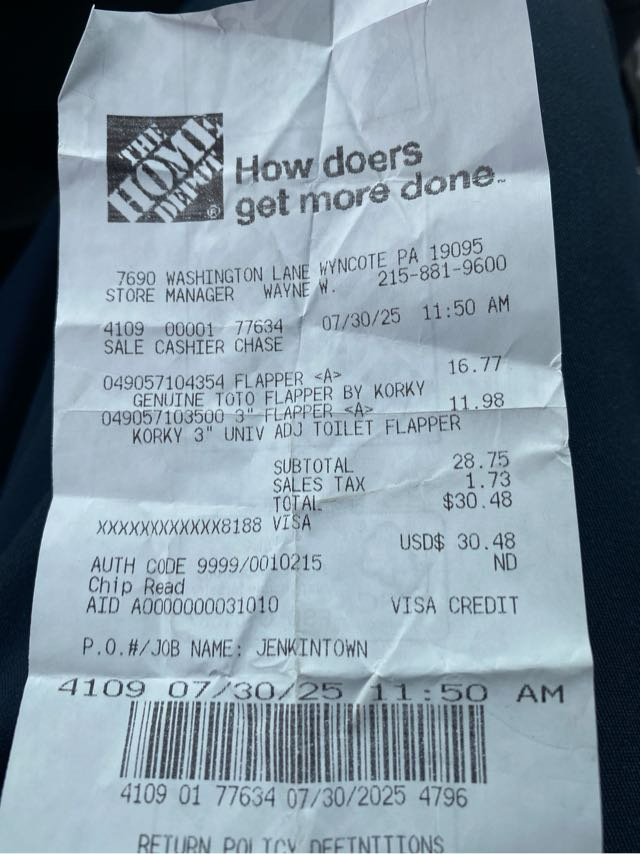 THE
HOME
DEPOT
®
How doers
get more done™
7690 WASHINGTON LANE WYNCOTE PA 19095
STORE MANAGER WAYNE W. 215-881-9600
4109 00001 77634 07/30/25 11:50 AM
SALE CASHIER CHASE
049057104354 FLAPPER <A> 16.77
GENUINE TOTO FLAPPER BY KORKY
049057103500 3" FLAPPER <A> 11.98
KORKY 3" UNIV ADJ TOILET FLAPPER
SUBTOTAL 28.75
SALES TAX 1.73
TOTAL $30.48
XXXXXXXXXXXX8188 VISA
USD$ 30.48
AUTH CODE 9999/0010215 ND
Chip Read
AID A0000000031010 VISA CREDIT
P.O.#/JOB NAME: JENKINTOWN
4109 07/30/25 11:50 AM
4109 01 77634 07/30/2025 4796
RETURN POLICY DEFINITIONS